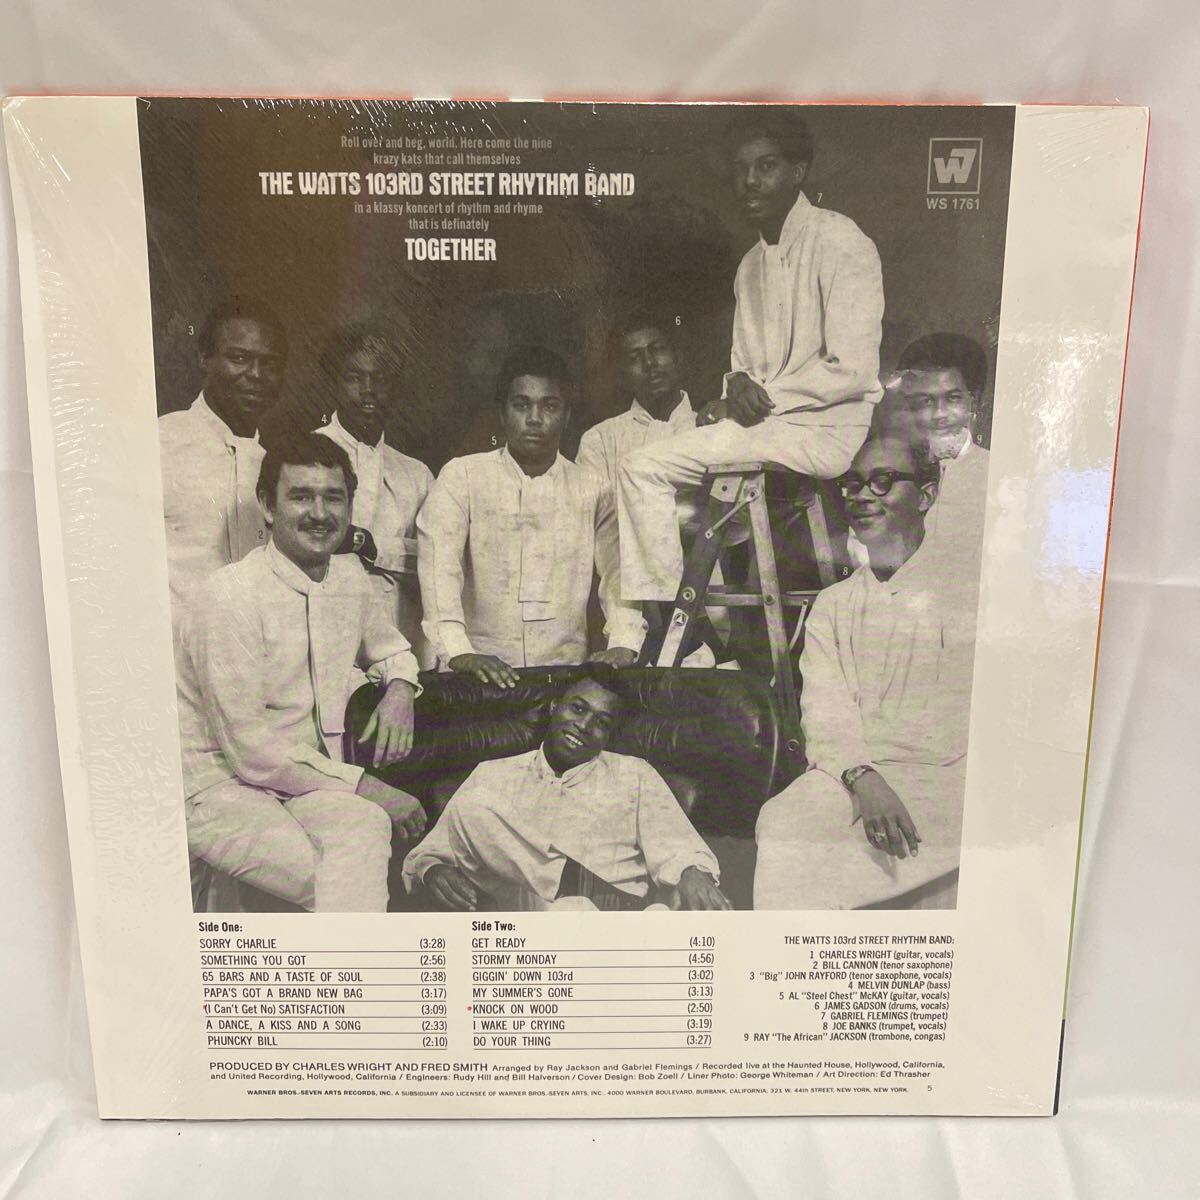 Roll over and beg, world. Here come the nine
krazy kats that call themselves
THE WATTS 103RD STREET RHYTHM BAND
in a klassy koncert of rhythm and rhyme
that is definately
TOGETHER
W7
WS 1761
7
3
6
4
5
9
2
8
1
Side One:
SORRY CHARLIE (3:28)
SOMETHING YOU GOT (2:56)
65 BARS AND A TASTE OF SOUL (2:38)
PAPA'S GOT A BRAND NEW BAG (3:17)
(I Can't Get No) SATISFACTION (3:09)
A DANCE, A KISS AND A SONG (2:33)
PHUNCKY BILL (2:10)
Side Two:
GET READY (4:10)
STORMY MONDAY (4:56)
GIGGIN' DOWN 103rd (3:02)
MY SUMMER'S GONE (3:13)
KNOCK ON WOOD (2:50)
I WAKE UP CRYING (3:19)
DO YOUR THING (3:27)
THE WATTS 103rd STREET RHYTHM BAND:
1 CHARLES WRIGHT (guitar, vocals)
2 BILL CANNON (tenor saxophone)
3 "Big" JOHN RAYFORD (tenor saxophone, vocals)
4 MELVIN DUNLAP (bass)
5 AL "Steel Chest" McKAY (guitar, vocals)
6 JAMES GADSON (drums, vocals)
7 GABRIEL FLEMINGS (trumpet)
8 JOE BANKS (trumpet, vocals)
9 RAY "The African" JACKSON (trombone, congas)
PRODUCED BY CHARLES WRIGHT AND FRED SMITH Arranged by Ray Jackson and Gabriel Flemings / Recorded live at the Haunted House, Hollywood, California,
and United Recording, Hollywood, California / Engineers: Rudy Hill and Bill Halverson / Cover Design: Bob Zoell / Liner Photo: George Whiteman / Art Direction: Ed Thrasher
WARNER BROS.-SEVEN ARTS RECORDS, INC. A SUBSIDIARY AND LICENSEE OF WARNER BROS.-SEVEN ARTS, INC., 4000 WARNER BOULEVARD, BURBANK, CALIFORNIA; 321 W. 44th STREET, NEW YORK, NEW YORK. 5